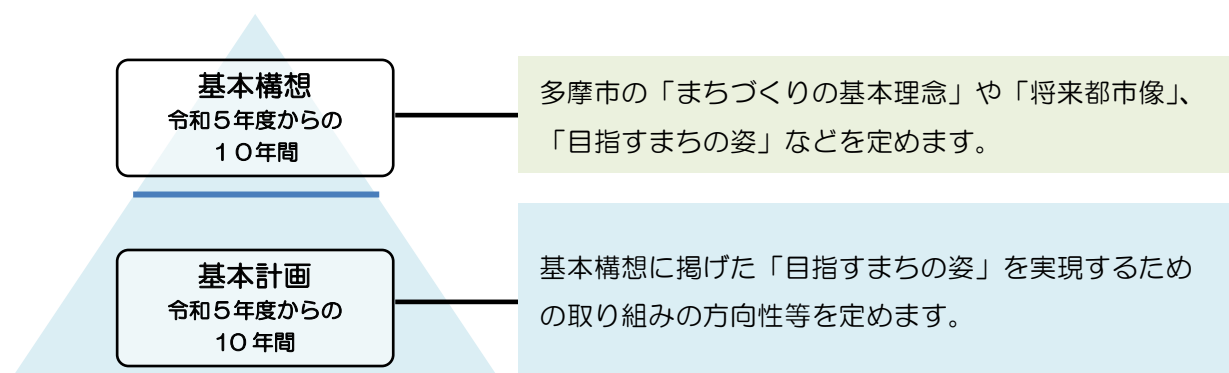 基本構想
令和５年度からの
１０年間
多摩市の「まちづくりの基本理念」や「将来都市像」、
「目指すまちの姿」などを定めます。
基本計画
令和５年度からの
10 年間
基本構想に掲げた「目指すまちの姿」を実現するため
の取り組みの方向性等を定めます。